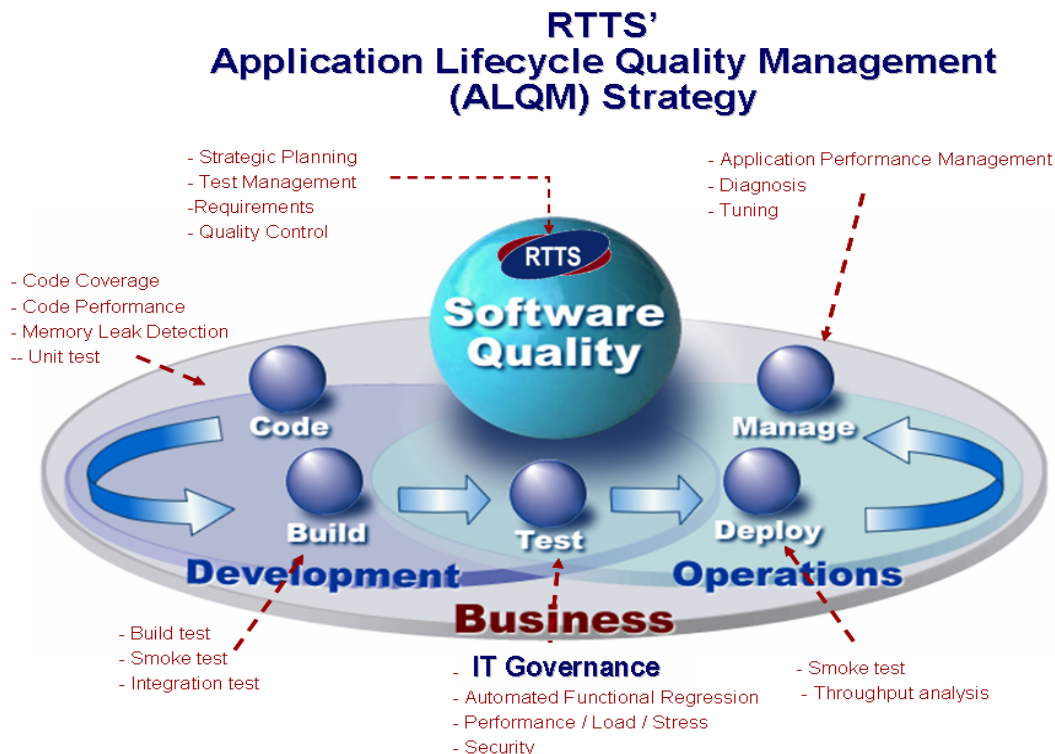 RTTS'
Application Lifecycle Quality Management
(ALQM) Strategy
- Strategic Planning
- Test Management
-Requirements
- Quality Control
- Application Performance Management
- Diagnosis
- Tuning
- Code Coverage
- Code Performance
- Memory Leak Detection
-- Unit test
RTTS
Software
Quality
Code
Manage
Build
Test
Deploy
Development
Operations
Business
- Build test
- Smoke test
- Integration test
- IT Governance
- Automated Functional Regression
- Performance / Load / Stress
- Security
- Smoke test
- Throughput analysis